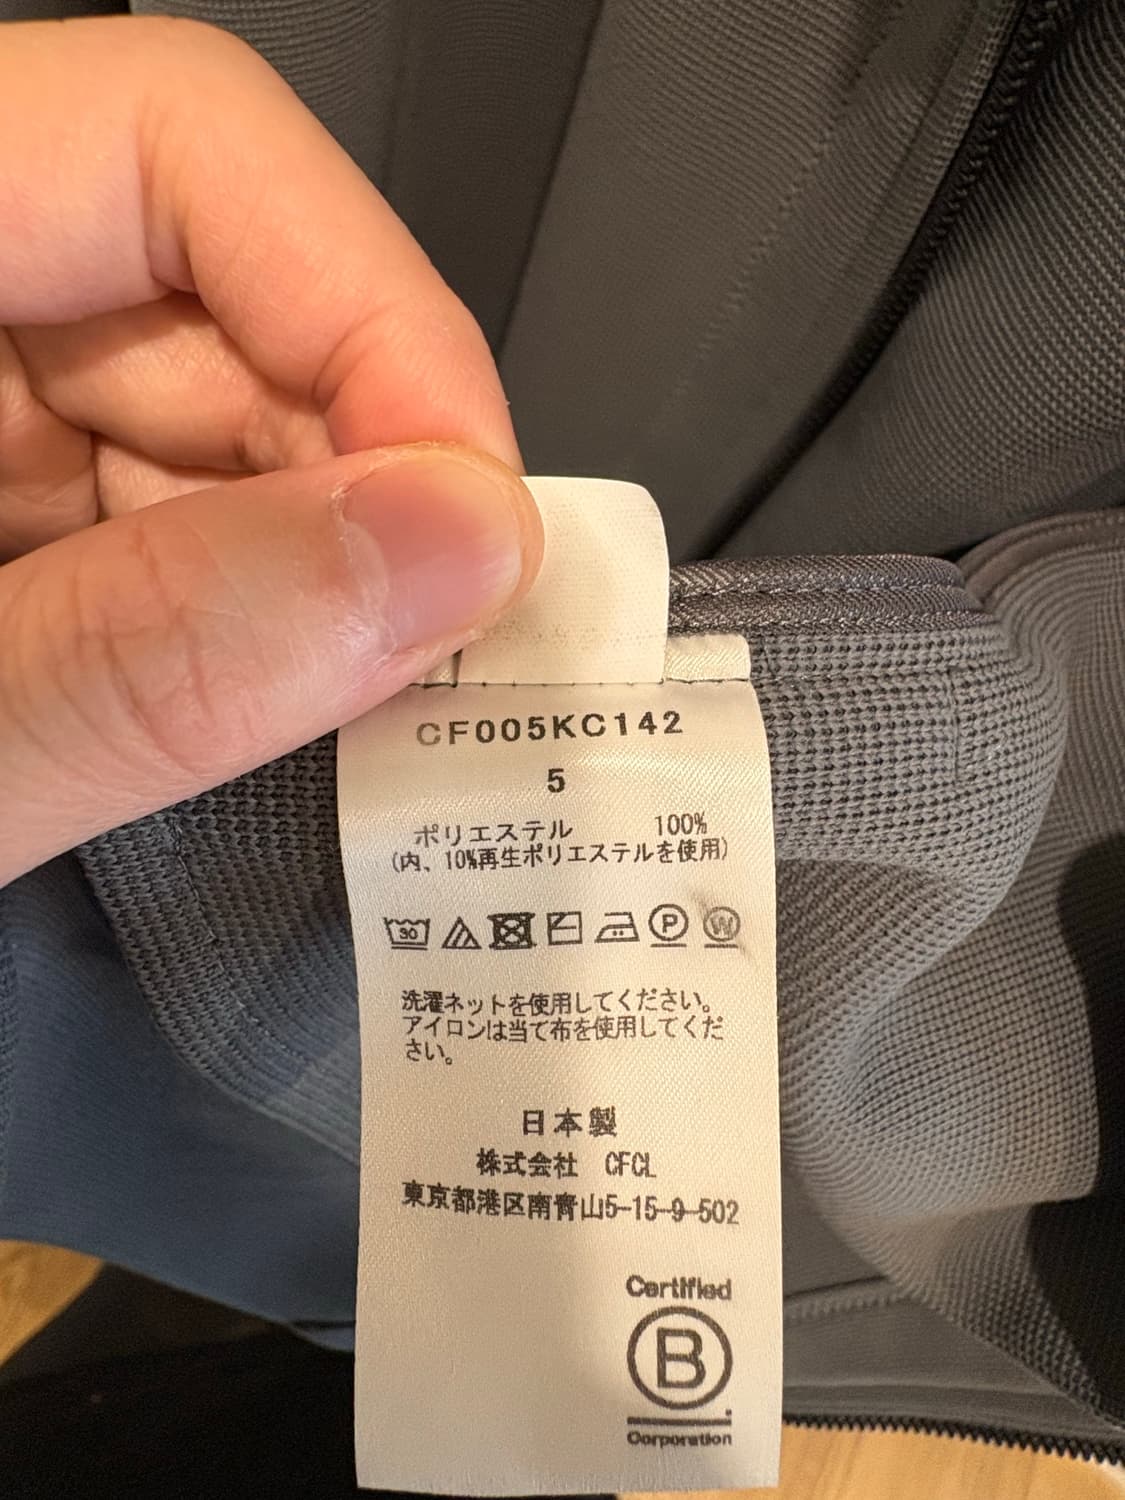 CF005KC142
5
ポリエステル 100%
(内、10%再生ポリエステルを使用)
30
P
W
洗濯ネットを使用してください。
アイロンは当て布を使用してくだ
さい。
日本製
株式会社 CFCL
東京都港区南青山5-15-9-502
Certified
B
Corporation